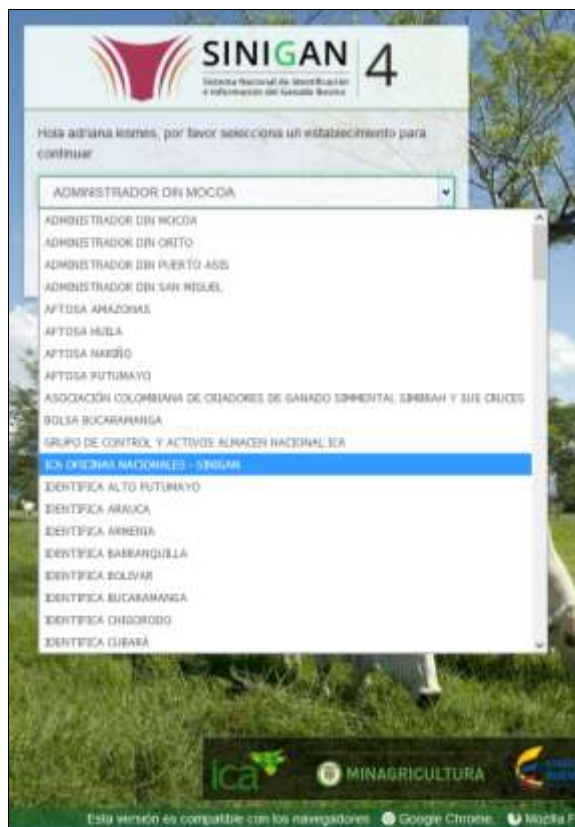 SINIGAN 4
Sistema Nacional de Identificación
e Información del Ganado Bovino
Hola adriana lesmes, por favor selecciona un establecimiento para
continuar
ADMINISTRADOR DIN MOCOA
ADMINISTRADOR DIN MOCOA
ADMINISTRADOR DIN ORITO
ADMINISTRADOR DIN PUERTO ASIS
ADMINISTRADOR DIN SAN MIGUEL
AFTOSA AMAZONAS
AFTOSA HUILA
AFTOSA NARIÑO
AFTOSA PUTUMAYO
ASOCIACIÓN COLOMBIANA DE CRIADORES DE GANADO SIMMENTAL SIMBRAH Y SUS CRUCES
BOLSA BUCARAMANGA
GRUPO DE CONTROL Y ACTIVOS ALMACEN NACIONAL ICA
ICA OFICINAS NACIONALES - SINIGAN
IDENTIFICA ALTO PUTUMAYO
IDENTIFICA ARAUCA
IDENTIFICA ARMENIA
IDENTIFICA BARRANQUILLA
IDENTIFICA BOLIVAR
IDENTIFICA BUCARAMANGA
IDENTIFICA CHIGORODO
IDENTIFICA CUBARÁ
ica MINAGRICULTURA
Esta versión es compatible con los navegadores Google Chrome, Mozilla F